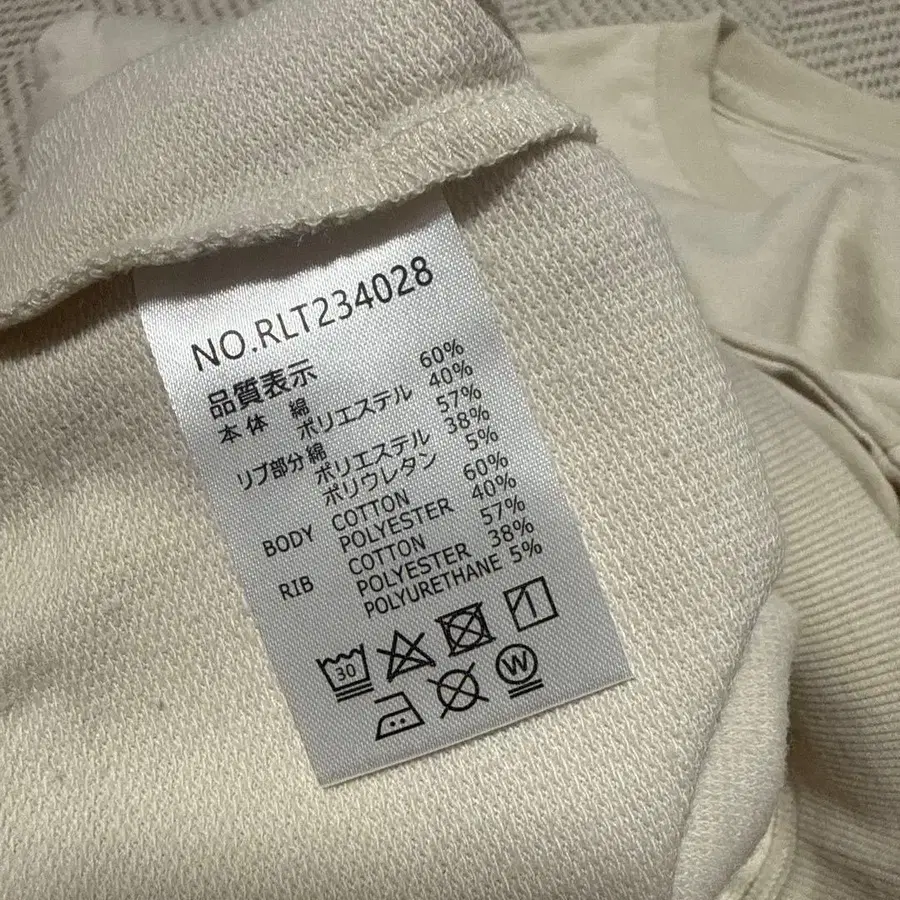 NO.RLT234028
品質表示
本体 綿 60%
ポリエステル 40%
リブ部分 綿 57%
ポリエステル 38%
ポリウレタン 5%
BODY COTTON 60%
POLYESTER 40%
RIB COTTON 57%
POLYESTER 38%
POLYURETHANE 5%
30
W